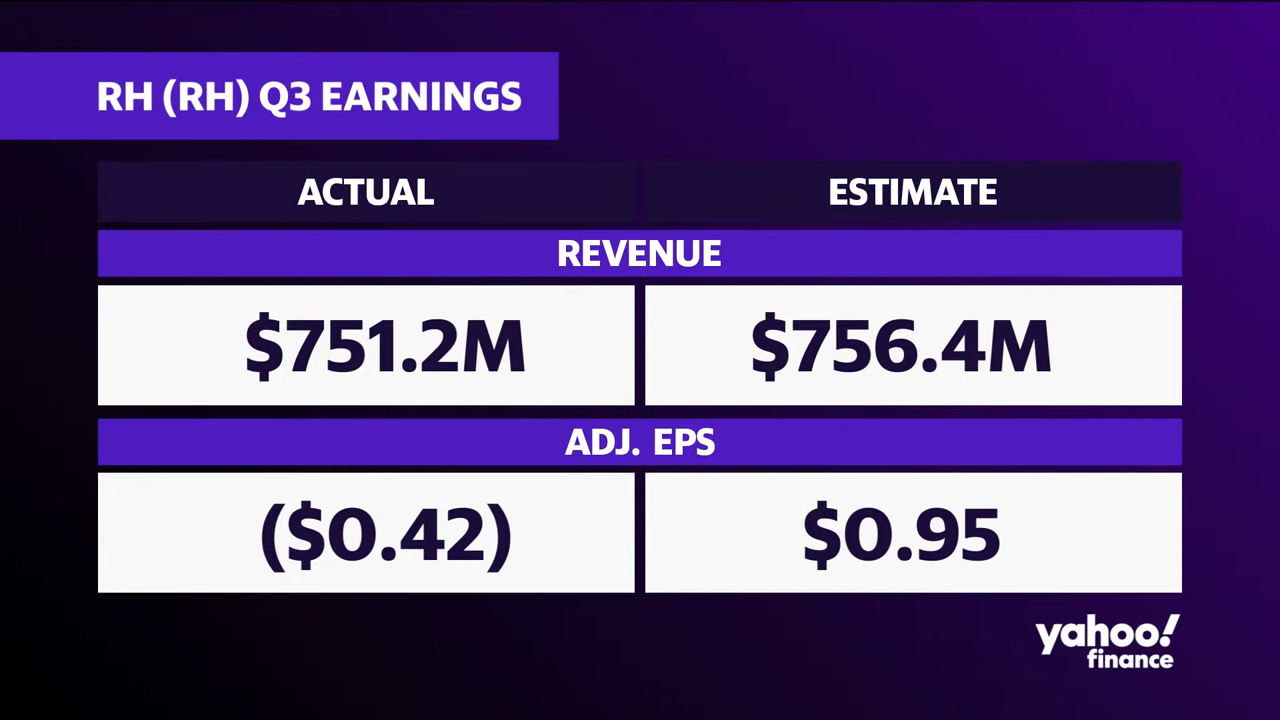 RH (RH) Q3 EARNINGS
ACTUAL ESTIMATE
REVENUE
$751.2M $756.4M
ADJ. EPS
($0.42) $0.95
yahoo!
finance